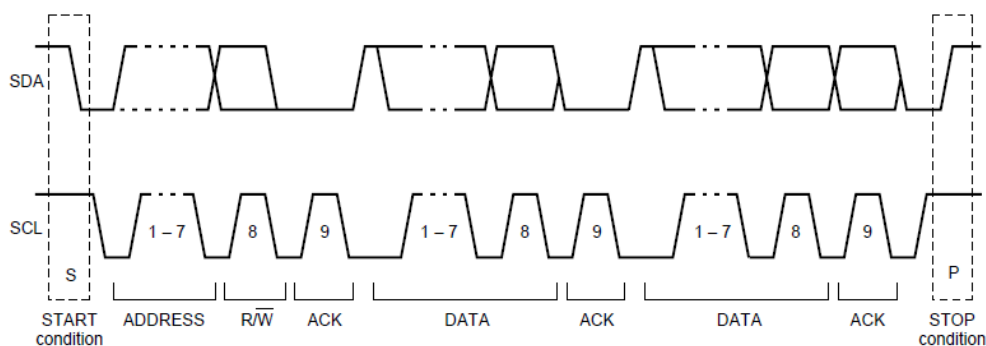 SDA
SCL
1 – 7
8
9
1 – 7
8
9
1 – 7
8
9
S
P
START
condition
ADDRESS
R/W̅
ACK
DATA
ACK
DATA
ACK
STOP
condition